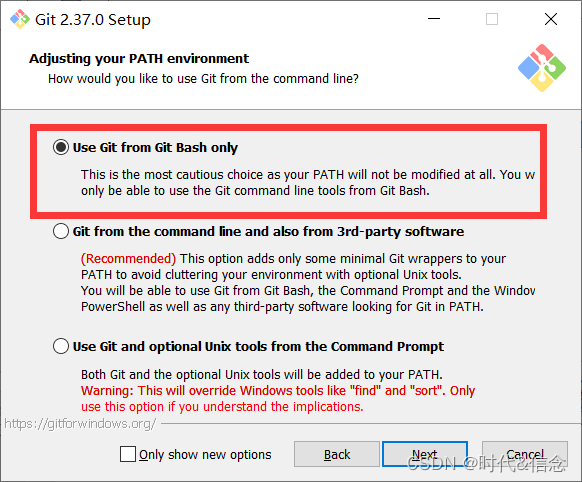 Git 2.37.0 Setup
Adjusting your PATH environment
How would you like to use Git from the command line?
Use Git from Git Bash only
This is the most cautious choice as your PATH will not be modified at all. You w
only be able to use the Git command line tools from Git Bash.
Git from the command line and also from 3rd-party software
(Recommended) This option adds only some minimal Git wrappers to your
PATH to avoid cluttering your environment with optional Unix tools.
You will be able to use Git from Git Bash, the Command Prompt and the Window
PowerShell as well as any third-party software looking for Git in PATH.
Use Git and optional Unix tools from the Command Prompt
Both Git and the optional Unix tools will be added to your PATH.
Warning: This will override Windows tools like "find" and "sort". Only
use this option if you understand the implications.
https://gitforwindows.org/
Only show new options
Back
Next
Cancel
CSDN @时代&信念